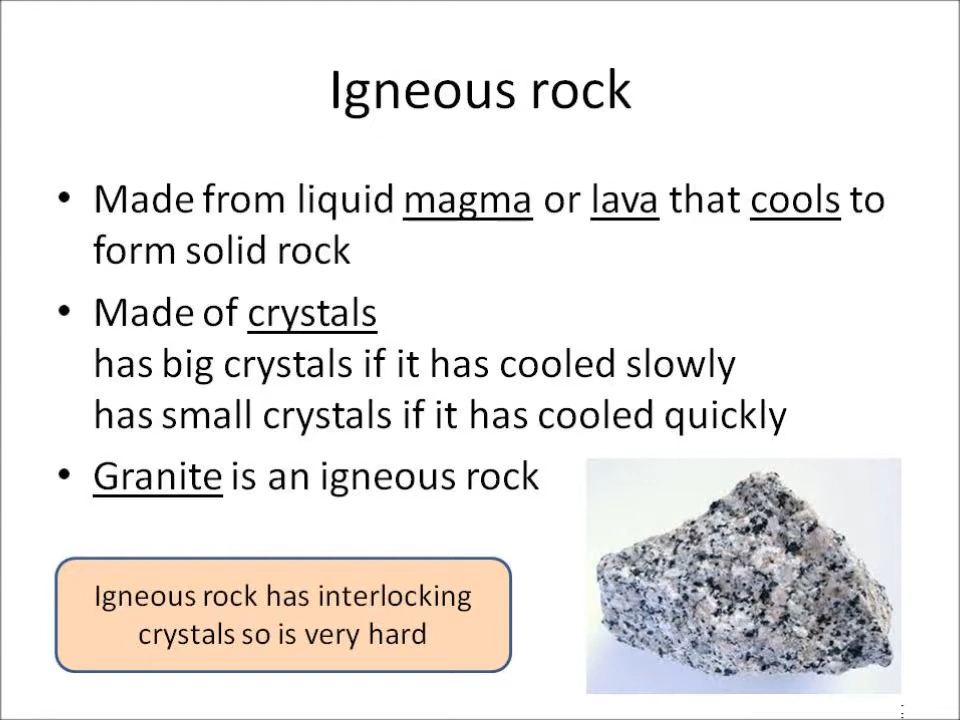 Igneous rock
• Made from liquid magma or lava that cools to
form solid rock
• Made of crystals
has big crystals if it has cooled slowly
has small crystals if it has cooled quickly
• Granite is an igneous rock
Igneous rock has interlocking
crystals so is very hard